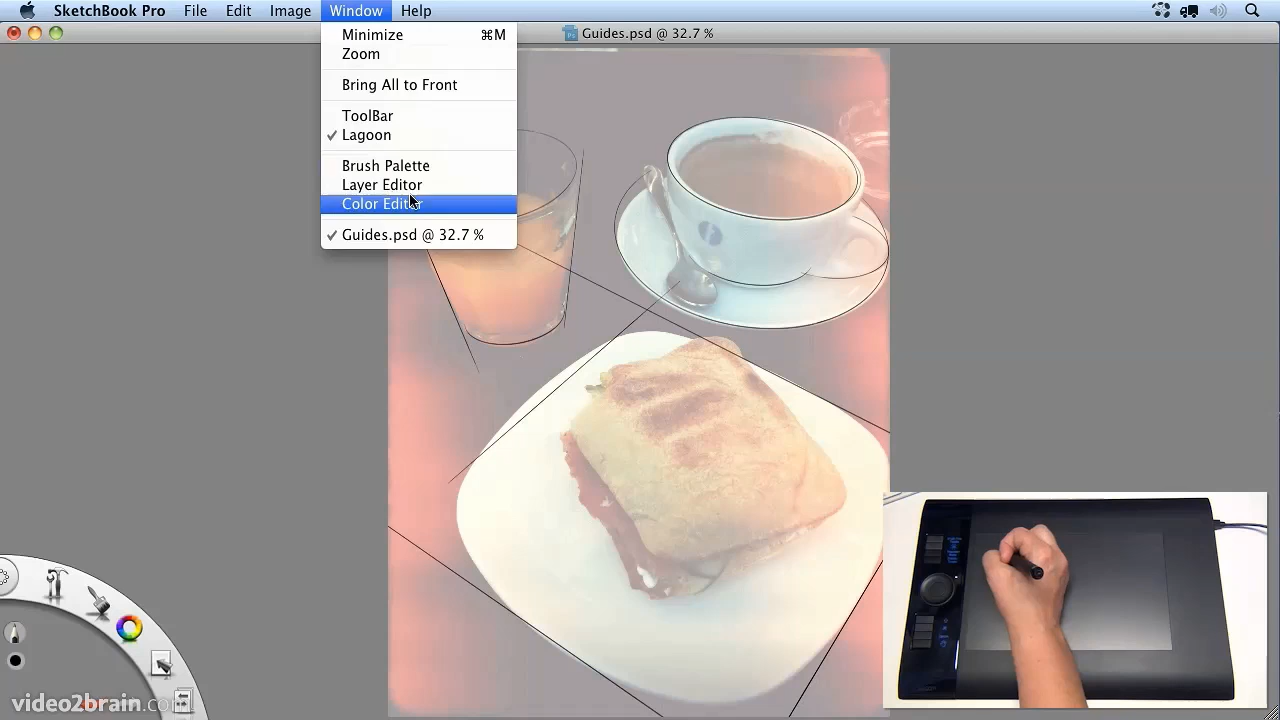 SketchBook Pro File Edit Image Window Help
Guides.psd @ 32.7 %
Minimize ⌘M
Zoom
Bring All to Front
ToolBar
✓ Lagoon
Brush Palette
Layer Editor
Color Editor
✓ Guides.psd @ 32.7 %
video2brain.com